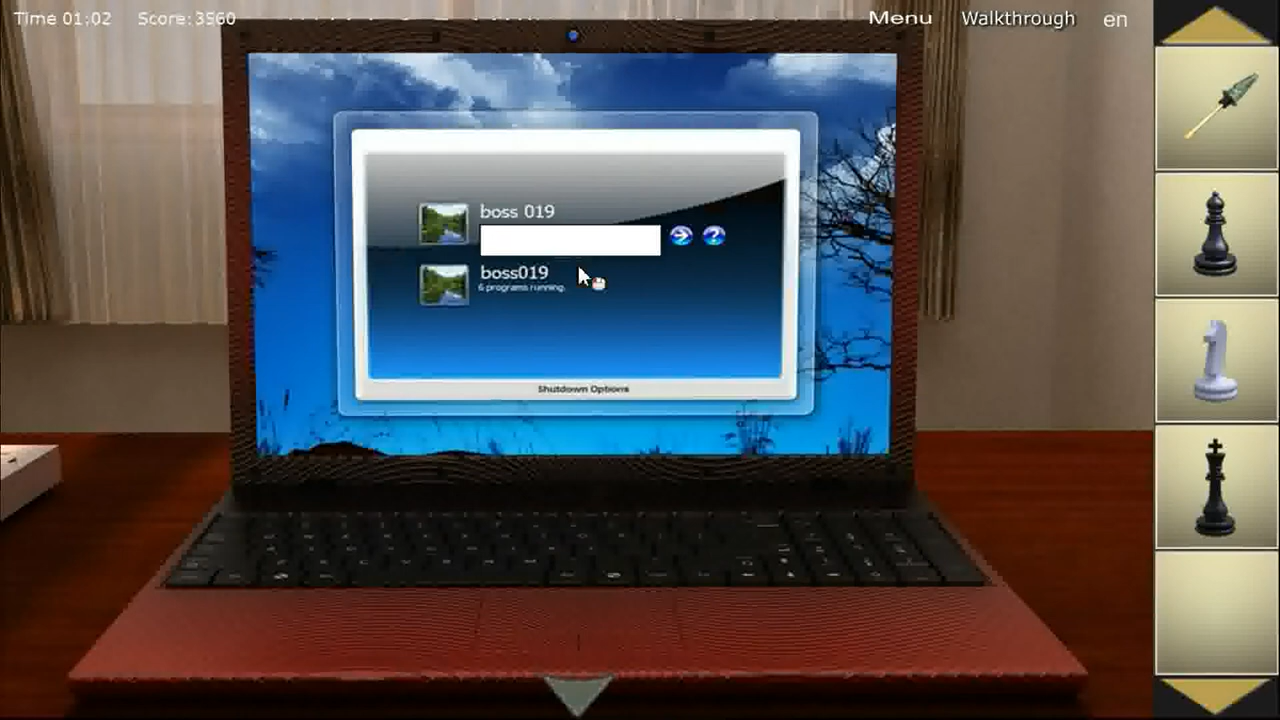 Time 01:02 Score:3560 Menu Walkthrough en
boss 019
boss019
6 programs running.
Shutdown Options